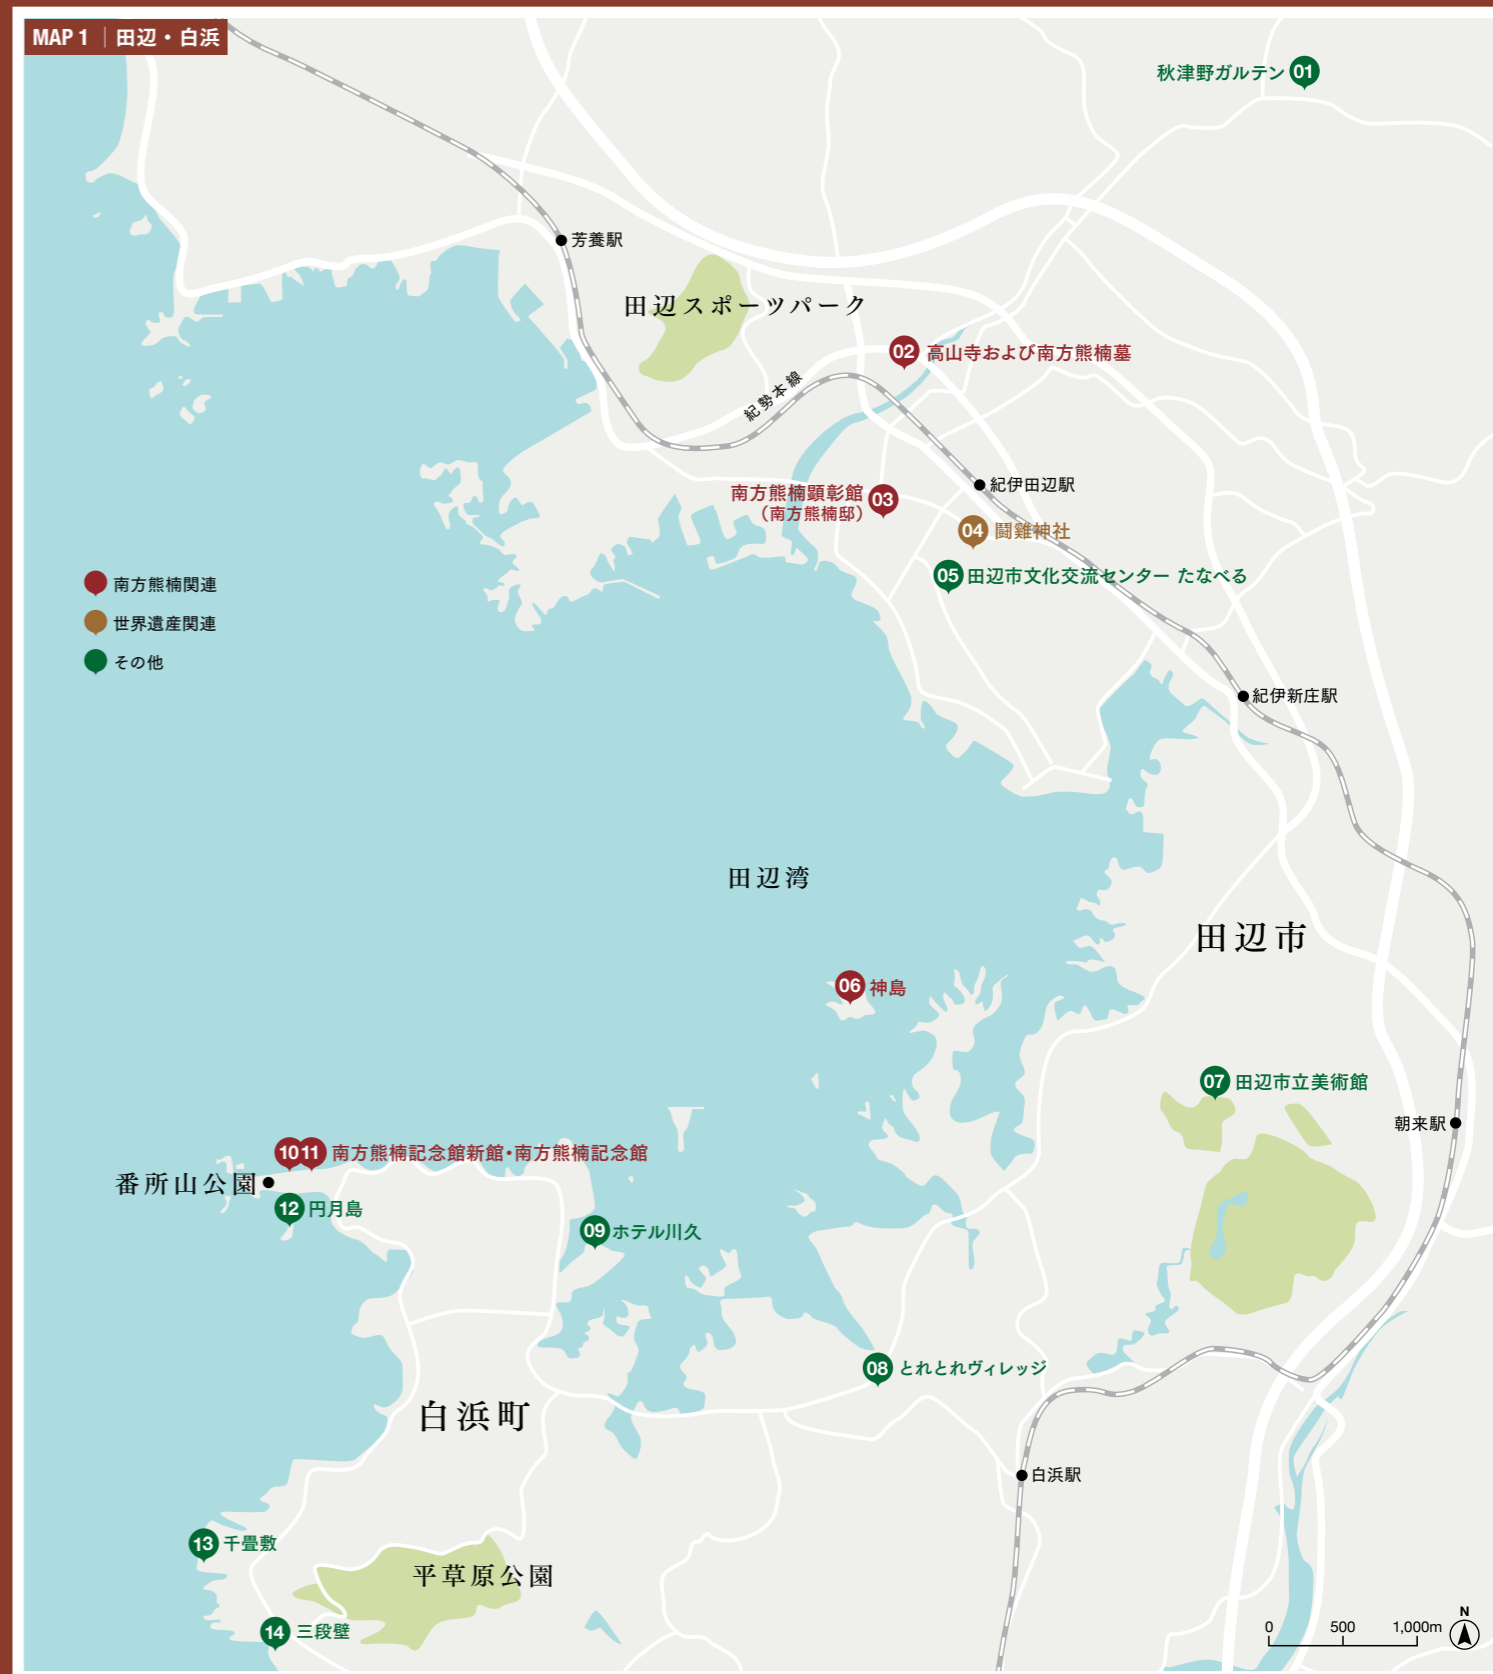 MAP 1 | 田辺・白浜
秋津野ガルテン 01
芳養駅
田辺スポーツパーク
02 高山寺および南方熊楠墓
紀勢本線
南方熊楠顕彰館
（南方熊楠邸）
03
紀伊田辺駅
04 鬪雞神社
05 田辺市文化交流センター たなべる
南方熊楠関連
世界遺産関連
その他
紀伊新庄駅
田辺湾
田辺市
06 神島
07 田辺市立美術館
朝来駅
10 11 南方熊楠記念館新館・南方熊楠記念館
番所山公園
12 円月島
09 ホテル川久
08 とれとれヴィレッジ
白浜町
白浜駅
13 千畳敷
平草原公園
14 三段壁
0 500 1,000m
N